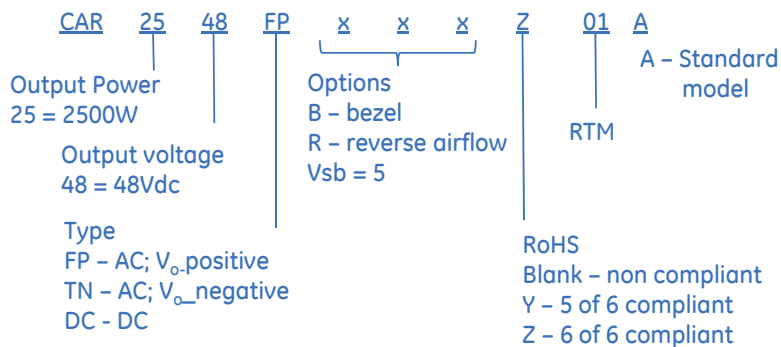 CAR 25 48 FP x x x Z 01 A
Output Power
25 = 2500W
Output voltage
48 = 48Vdc
Type
FP – AC; Vo-positive
TN – AC; Vo_negative
DC - DC
Options
B – bezel
R – reverse airflow
Vsb = 5
RoHS
Blank – non compliant
Y – 5 of 6 compliant
Z – 6 of 6 compliant
RTM
A – Standard
model